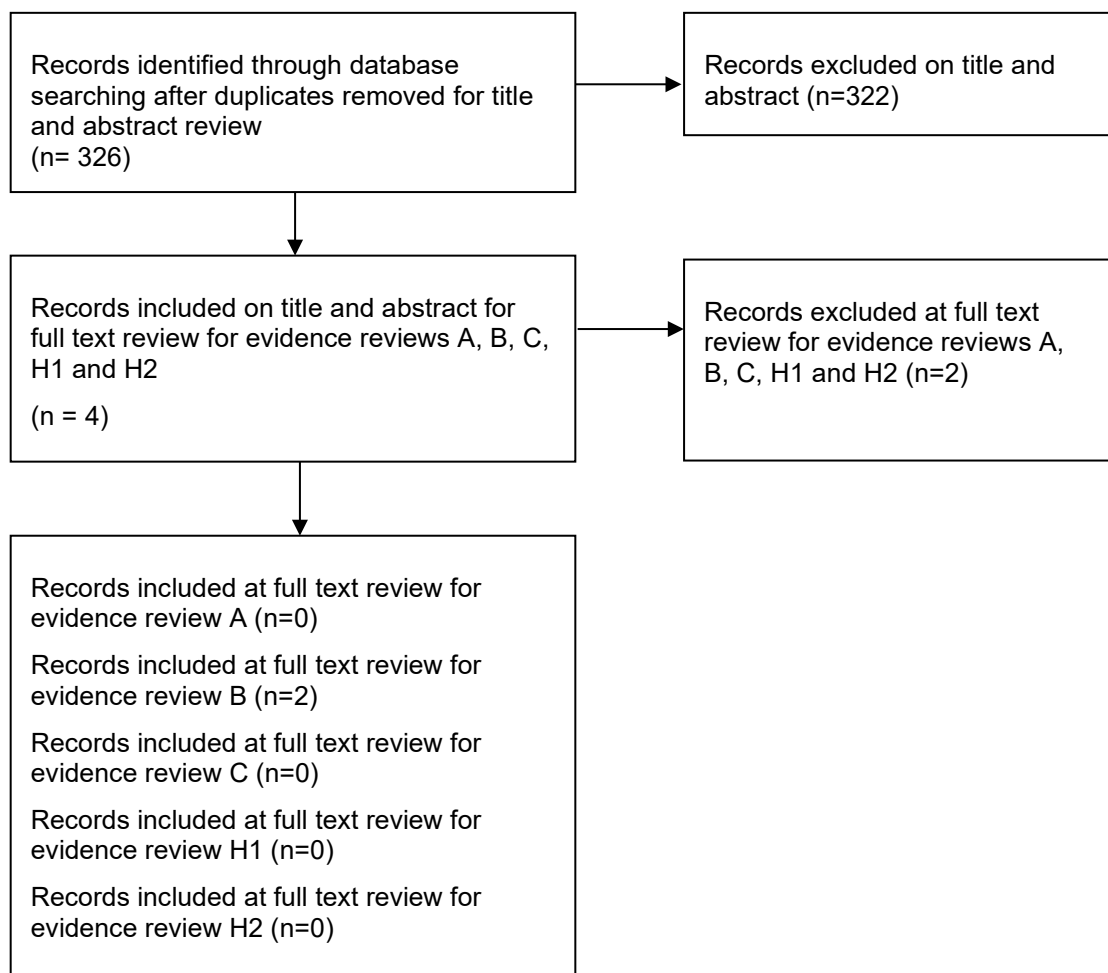 Records identified through database
searching after duplicates removed for title
and abstract review
(n= 326)
Records excluded on title and
abstract (n=322)
Records included on title and abstract for
full text review for evidence reviews A, B, C,
H1 and H2
(n = 4)
Records excluded at full text
review for evidence reviews A,
B, C, H1 and H2 (n=2)
Records included at full text review for
evidence review A (n=0)
Records included at full text review for
evidence review B (n=2)
Records included at full text review for
evidence review C (n=0)
Records included at full text review for
evidence review H1 (n=0)
Records included at full text review for
evidence review H2 (n=0)